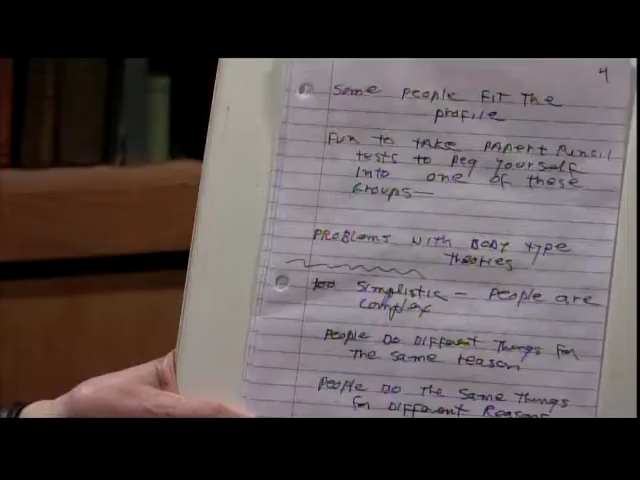 4
Some people FIT The
profile
Fun to take PAPER + Pencil
tests to peg yourself
Into one of these
Groups—
PROBLEMS with BODY type
theories
too Simplistic — People are
complex
People Do Different Things for
the same reason
People DO The same Things
for Different Reasons